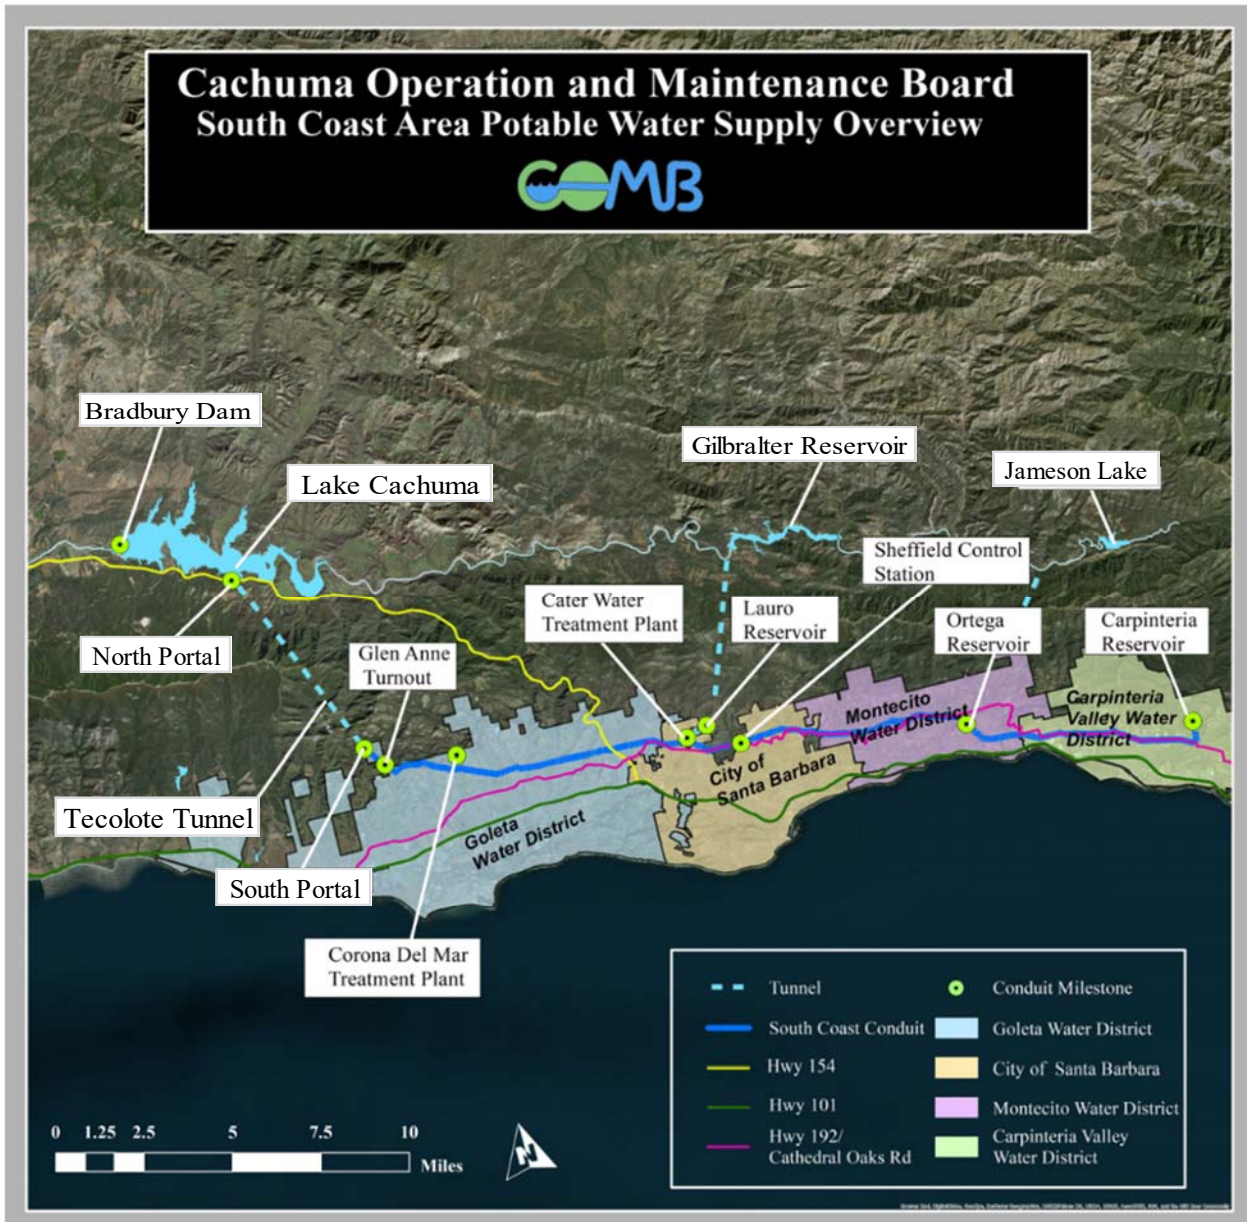 Cachuma Operation and Maintenance Board
South Coast Area Potable Water Supply Overview
COMB
Bradbury Dam
Lake Cachuma
Gilbralter Reservoir
Jameson Lake
Sheffield Control
Station
Cater Water
Treatment Plant
Lauro
Reservoir
Ortega
Reservoir
Carpinteria
Reservoir
North Portal
Glen Anne
Turnout
Montecito
Water District
Carpinteria
Valley Water
District
City of
Santa Barbara
Tecolote Tunnel
Goleta
Water District
South Portal
Corona Del Mar
Treatment Plant
Tunnel
South Coast Conduit
Hwy 154
Hwy 101
Hwy 192/
Cathedral Oaks Rd
Conduit Milestone
Goleta Water District
City of Santa Barbara
Montecito Water District
Carpinteria Valley
Water District
0 1.25 2.5 5 7.5 10
Miles
N